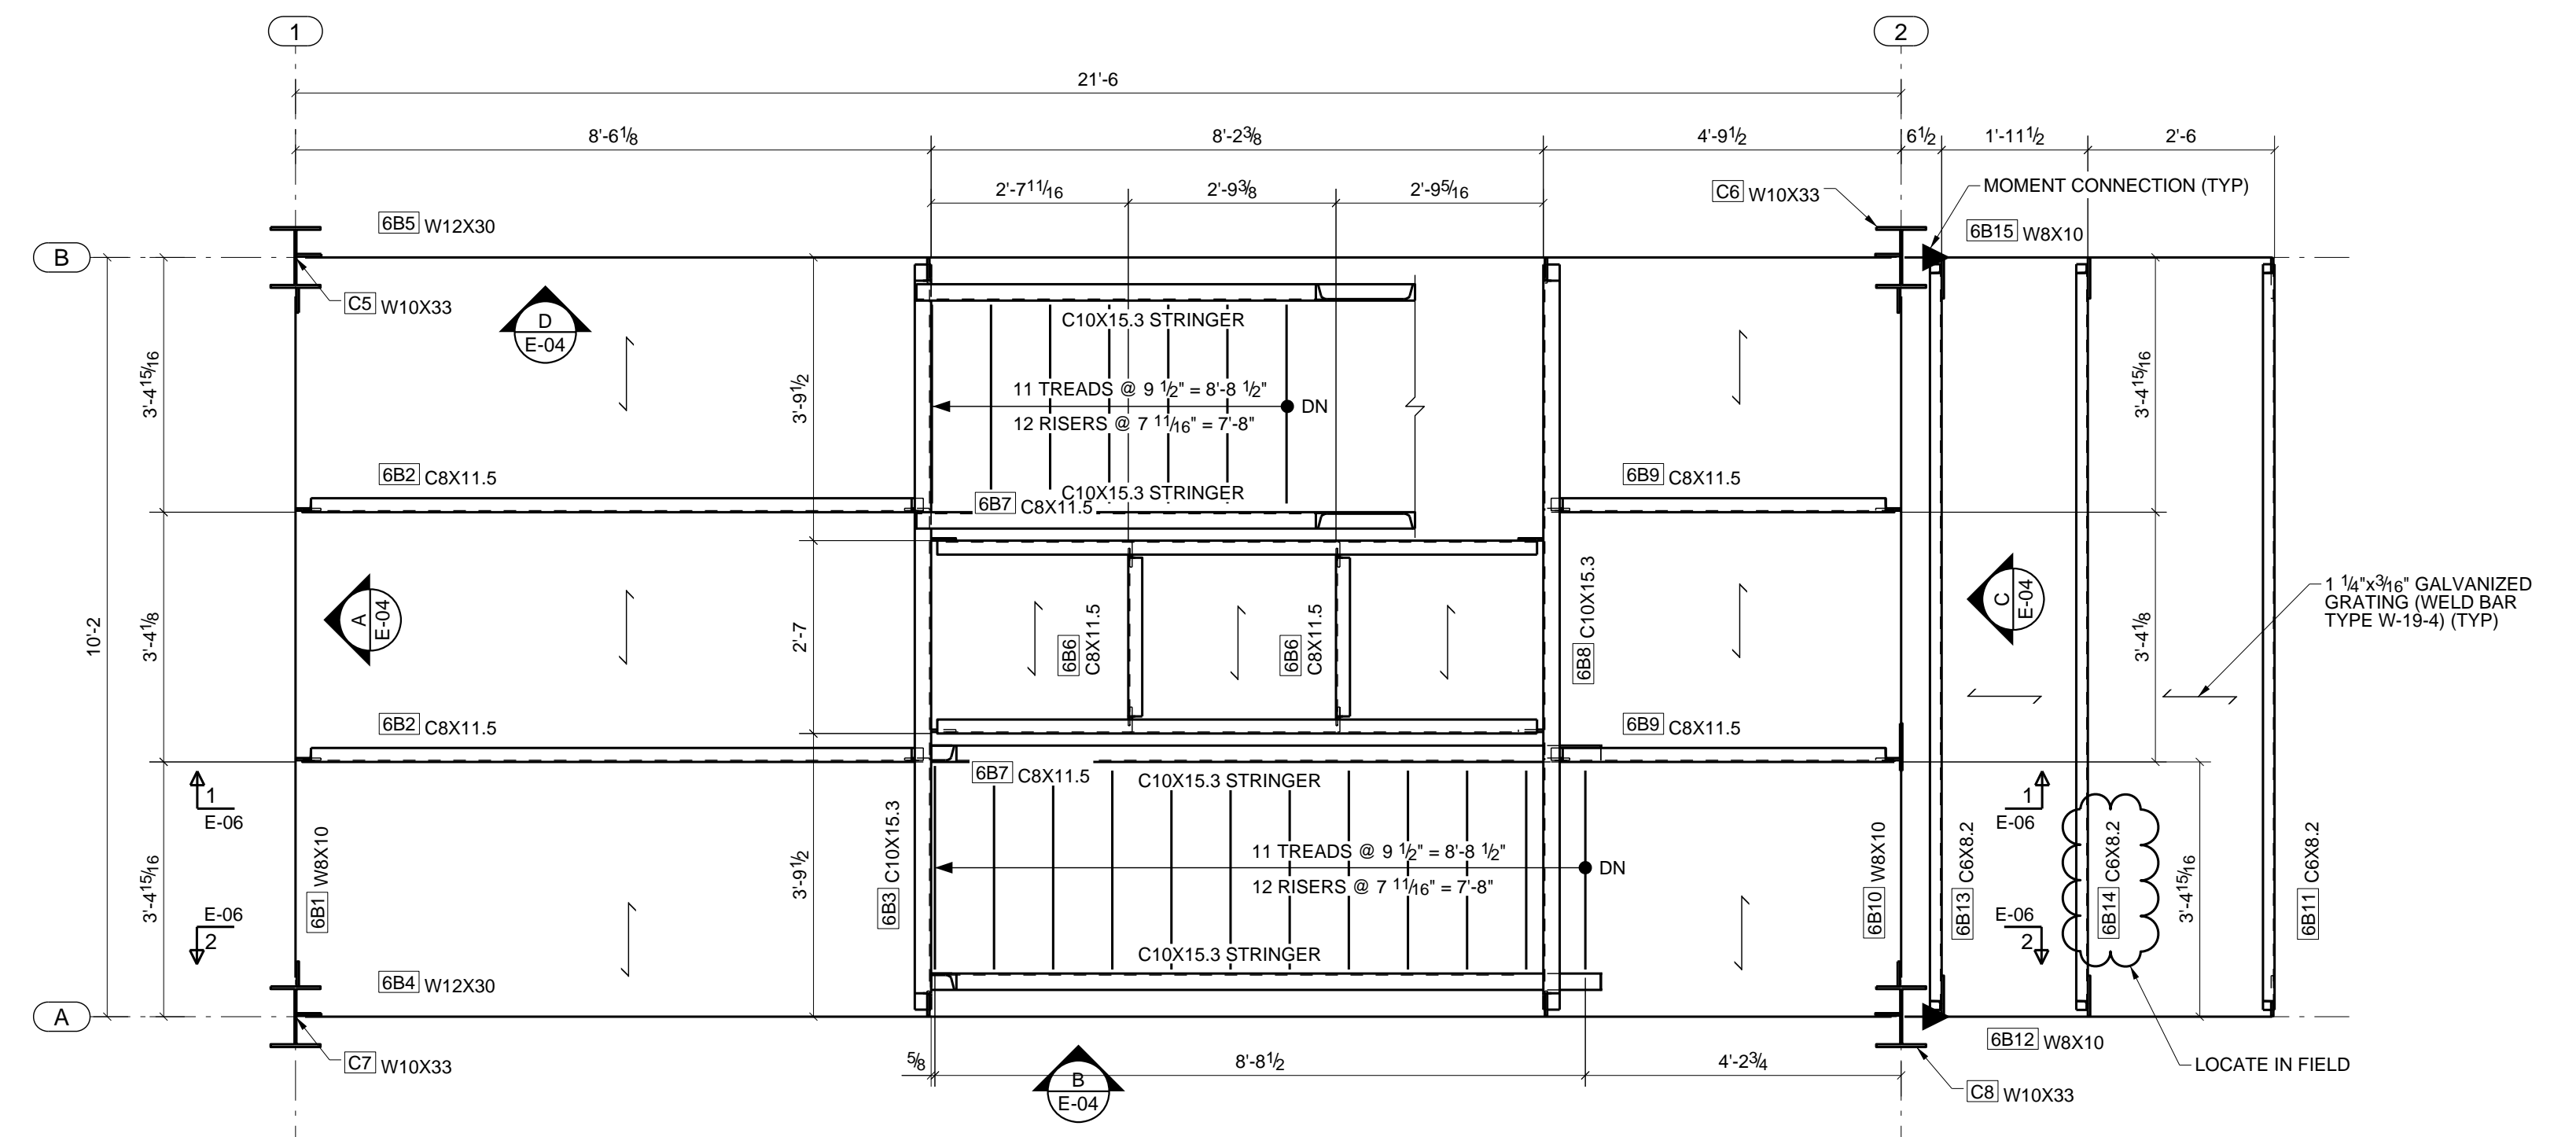 1
2
21'-6
8'-6 1/8
8'-2 3/8
4'-9 1/2
6 1/2
1'-11 1/2
2'-6
2'-7 11/16
2'-9 3/8
2'-9 5/16
C6 W10X33
MOMENT CONNECTION (TYP)
6B5 W12X30
6B15 W8X10
B
C5 W10X33
D
E-04
C10X15.3 STRINGER
3'-4 15/16
3'-9 1/2
11 TREADS @ 9 1/2" = 8'-8 1/2"
DN
12 RISERS @ 7 11/16" = 7'-8"
3'-4 15/16
6B2 C8X11.5
C10X15.3 STRINGER
6B7 C8X11.5
6B9 C8X11.5
10'-2
3'-4 1/8
A
E-04
2'-7
6B6 C8X11.5
6B6 C8X11.5
6B8 C10X15.3
C
E-04
3'-4 1/8
1 1/4"x3/16" GALVANIZED
GRATING (WELD BAR
TYPE W-19-4) (TYP)
6B2 C8X11.5
6B9 C8X11.5
6B7 C8X11.5
C10X15.3 STRINGER
1
E-06
1
E-06
3'-4 15/16
E-06
2
6B1 W8X10
3'-9 1/2
6B3 C10X15.3
11 TREADS @ 9 1/2" = 8'-8 1/2"
DN
12 RISERS @ 7 11/16" = 7'-8"
6B10 W8X10
6B13 C6X8.2
E-06
2
6B14 C6X8.2
3'-4 15/16
6B11 C6X8.2
C10X15.3 STRINGER
6B4 W12X30
A
6B12 W8X10
C7 W10X33
5/8
8'-8 1/2
4'-2 3/4
LOCATE IN FIELD
B
E-04
C8 W10X33